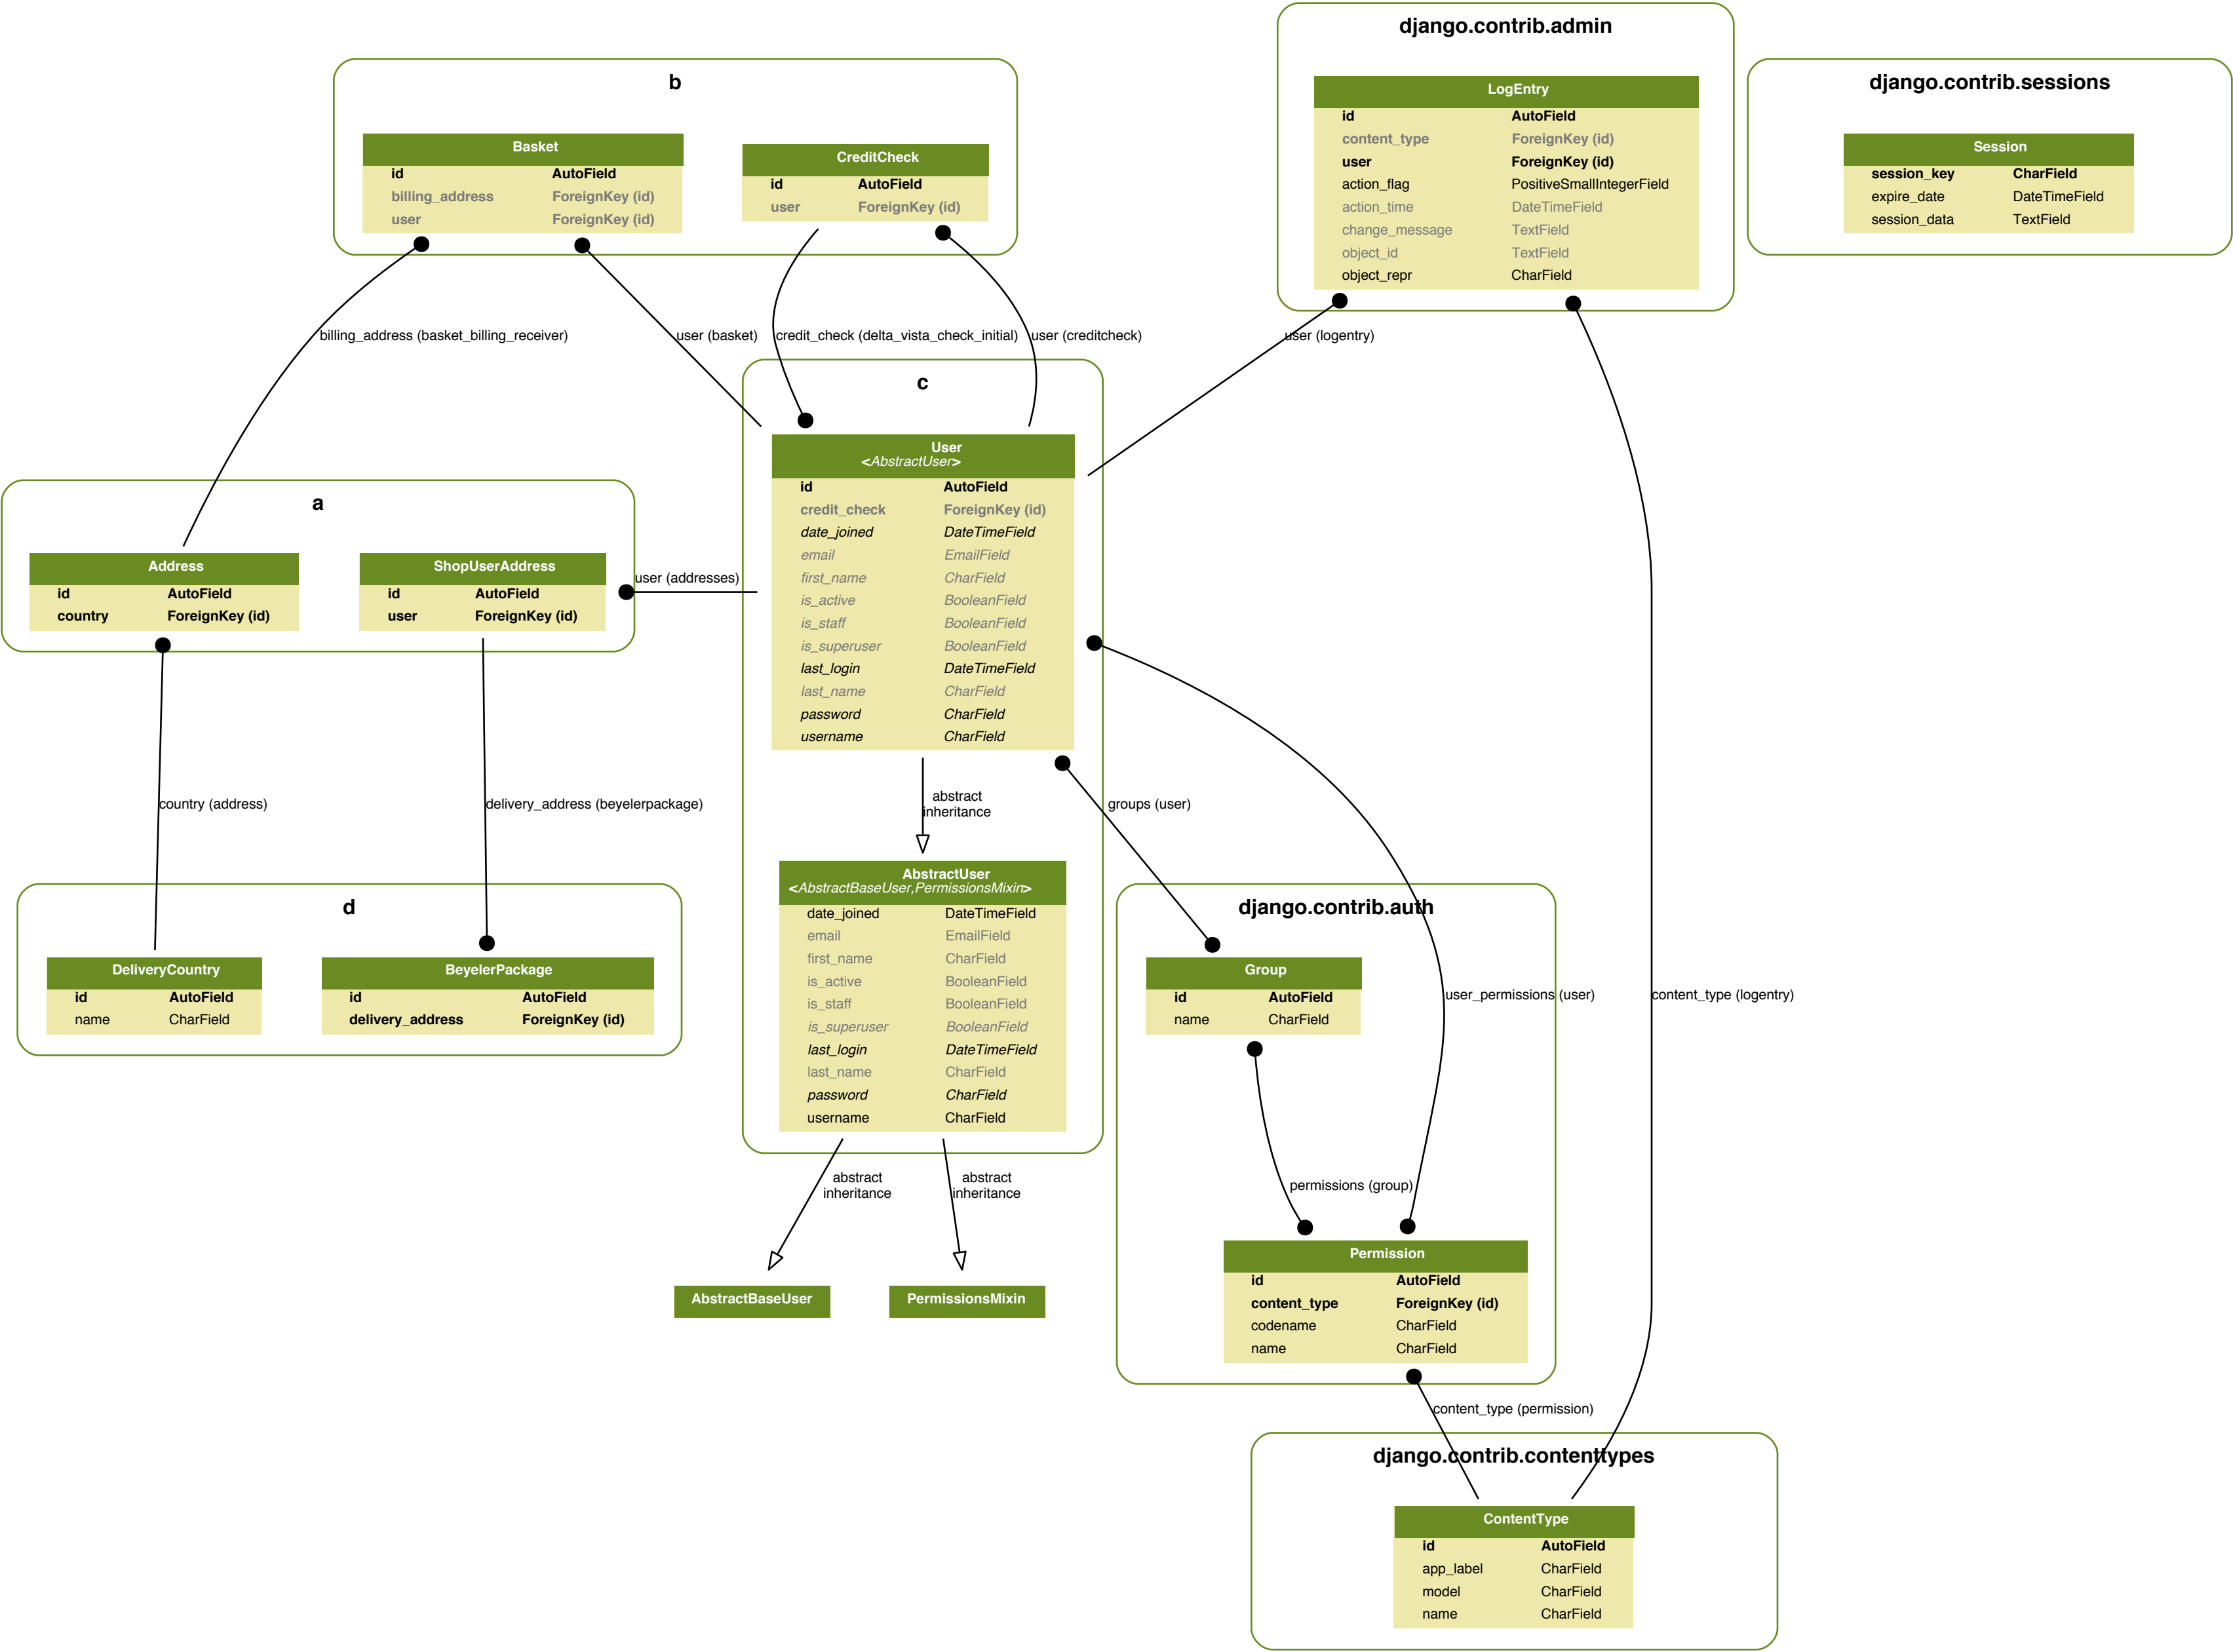 django.contrib.admin
LogEntry
id AutoField
content_type ForeignKey (id)
user ForeignKey (id)
action_flag PositiveSmallIntegerField
action_time DateTimeField
change_message TextField
object_id TextField
object_repr CharField
django.contrib.sessions
Session
session_key CharField
expire_date DateTimeField
session_data TextField
b
Basket
id AutoField
billing_address ForeignKey (id)
user ForeignKey (id)
CreditCheck
id AutoField
user ForeignKey (id)
billing_address (basket_billing_receiver)
user (basket)
credit_check (delta_vista_check_initial)
user (creditcheck)
user (logentry)
c
User
<AbstractUser>
id AutoField
credit_check ForeignKey (id)
date_joined DateTimeField
email EmailField
first_name CharField
is_active BooleanField
is_staff BooleanField
is_superuser BooleanField
last_login DateTimeField
last_name CharField
password CharField
username CharField
a
Address
id AutoField
country ForeignKey (id)
ShopUserAddress
id AutoField
user ForeignKey (id)
user (addresses)
country (address)
delivery_address (beyelerpackage)
abstract
inheritance
groups (user)
AbstractUser
<AbstractBaseUser,PermissionsMixin>
date_joined DateTimeField
email EmailField
first_name CharField
is_active BooleanField
is_staff BooleanField
is_superuser BooleanField
last_login DateTimeField
last_name CharField
password CharField
username CharField
d
DeliveryCountry
id AutoField
name CharField
BeyelerPackage
id AutoField
delivery_address ForeignKey (id)
django.contrib.auth
Group
id AutoField
name CharField
user_permissions (user)
content_type (logentry)
abstract
inheritance
abstract
inheritance
permissions (group)
AbstractBaseUser
PermissionsMixin
Permission
id AutoField
content_type ForeignKey (id)
codename CharField
name CharField
content_type (permission)
django.contrib.contenttypes
ContentType
id AutoField
app_label CharField
model CharField
name CharField